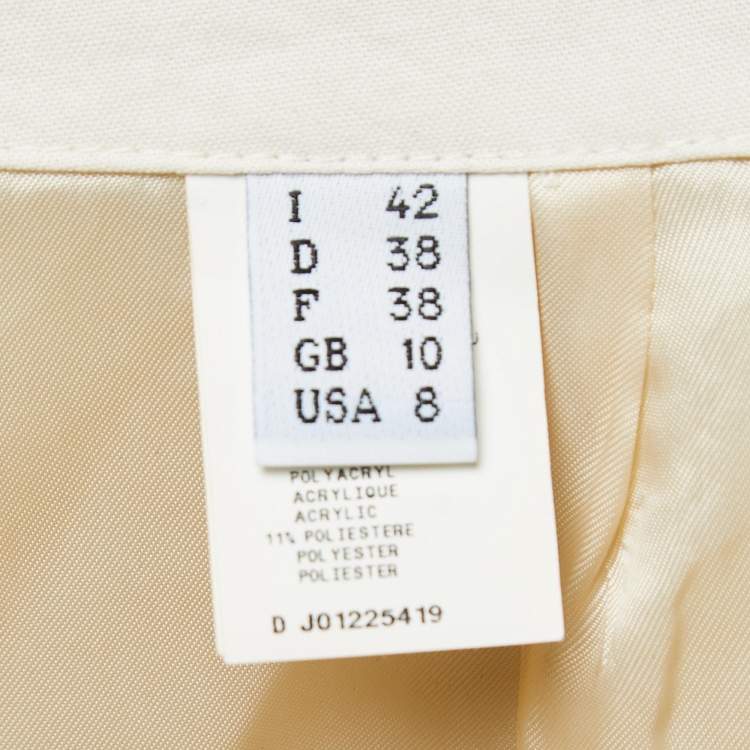 I 42
D 38
F 38
GB 10
USA 8
POLYACRYL
ACRYLIQUE
ACRYLIC
11% POLIESTERE
POLYESTER
POLIESTER
D J01225419